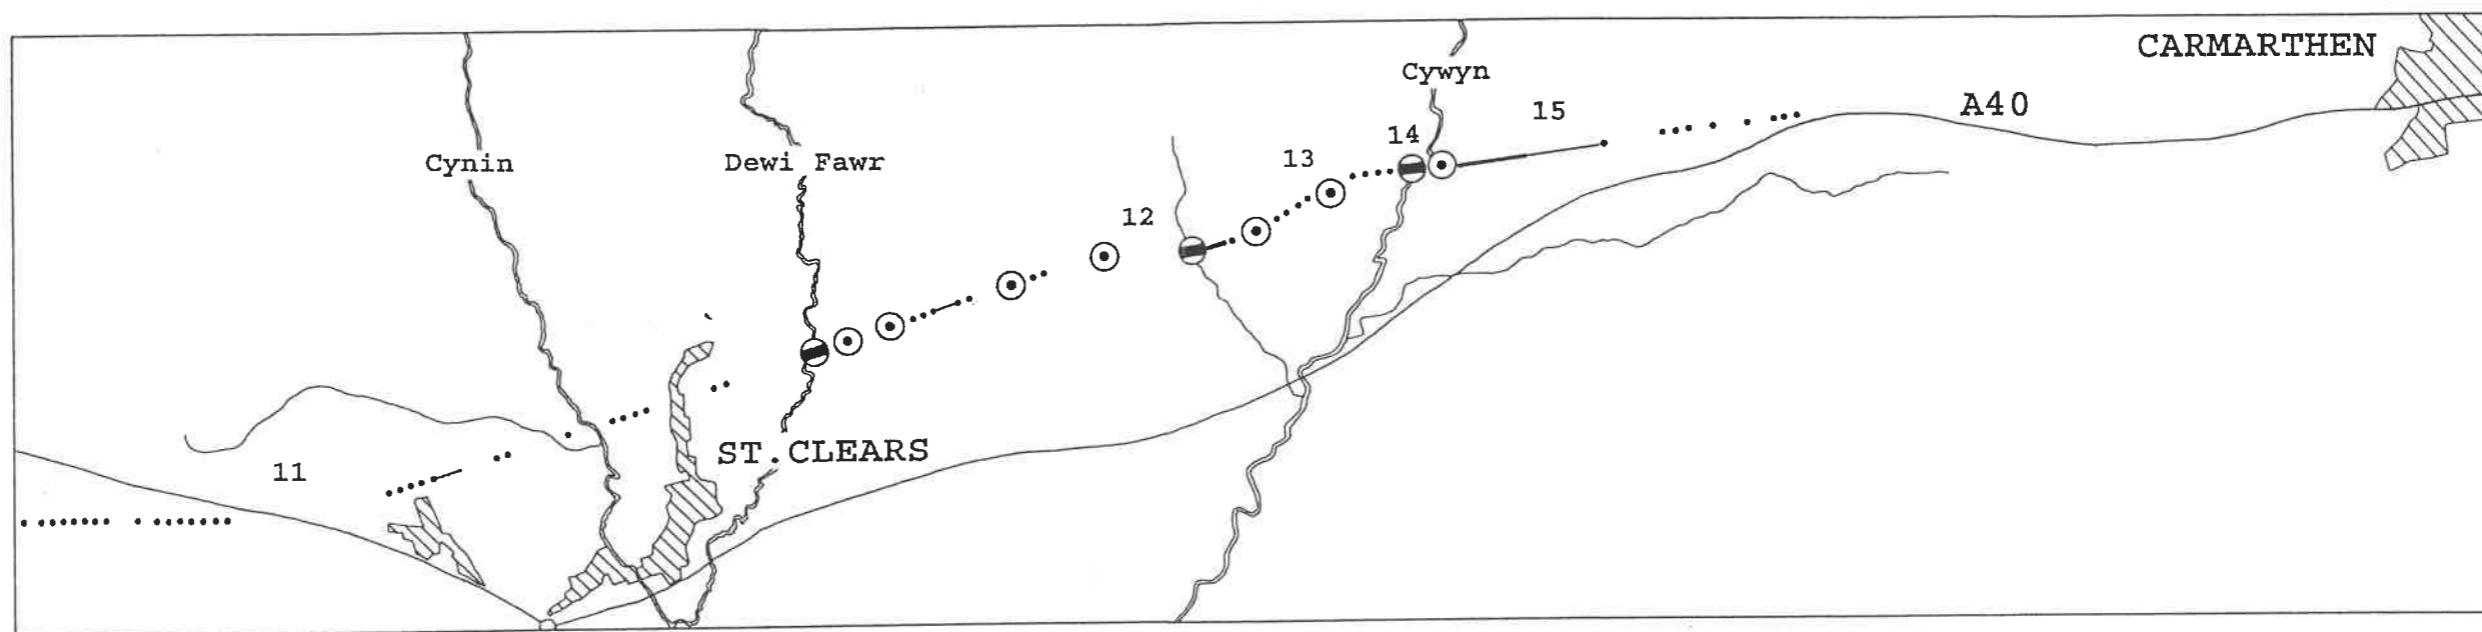 CARMARTHEN
Cywyn
A40
15
14
Cynin
Dewi Fawr
13
12
ST.CLEARS
11